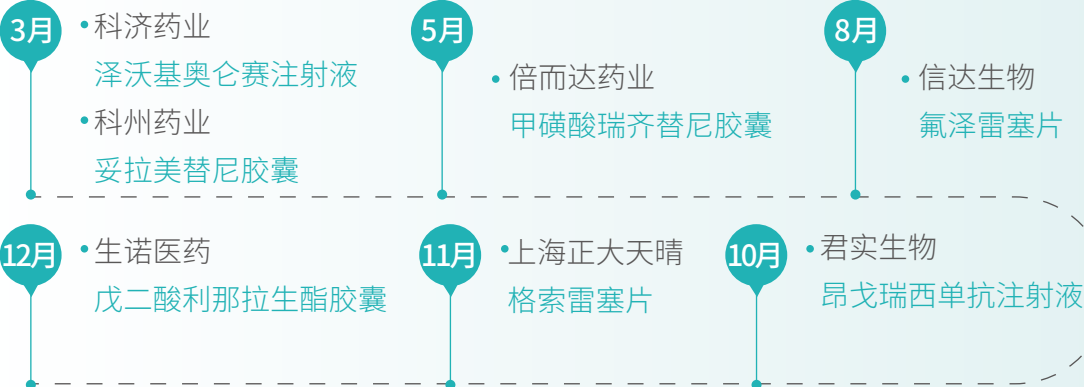 3月
•科济药业
泽沃基奥仑赛注射液
•科州药业
妥拉美替尼胶囊
5月
•倍而达药业
甲磺酸瑞齐替尼胶囊
8月
•信达生物
氟泽雷塞片
12月
•生诺医药
戊二酸利那拉生酯胶囊
11月
•上海正大天晴
格索雷塞片
10月
•君实生物
昂戈瑞西单抗注射液